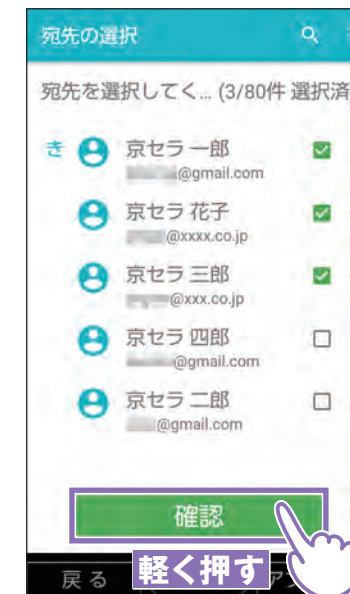 宛先の選択
宛先を選択してく... (3/80件 選択済
き 京セラ 一郎
@gmail.com
京セラ 花子
@xxxx.co.jp
京セラ 三郎
@xxx.co.jp
京セラ 四郎
@gmail.com
京セラ 二郎
@gmail.com
確認
軽く押す
戻る